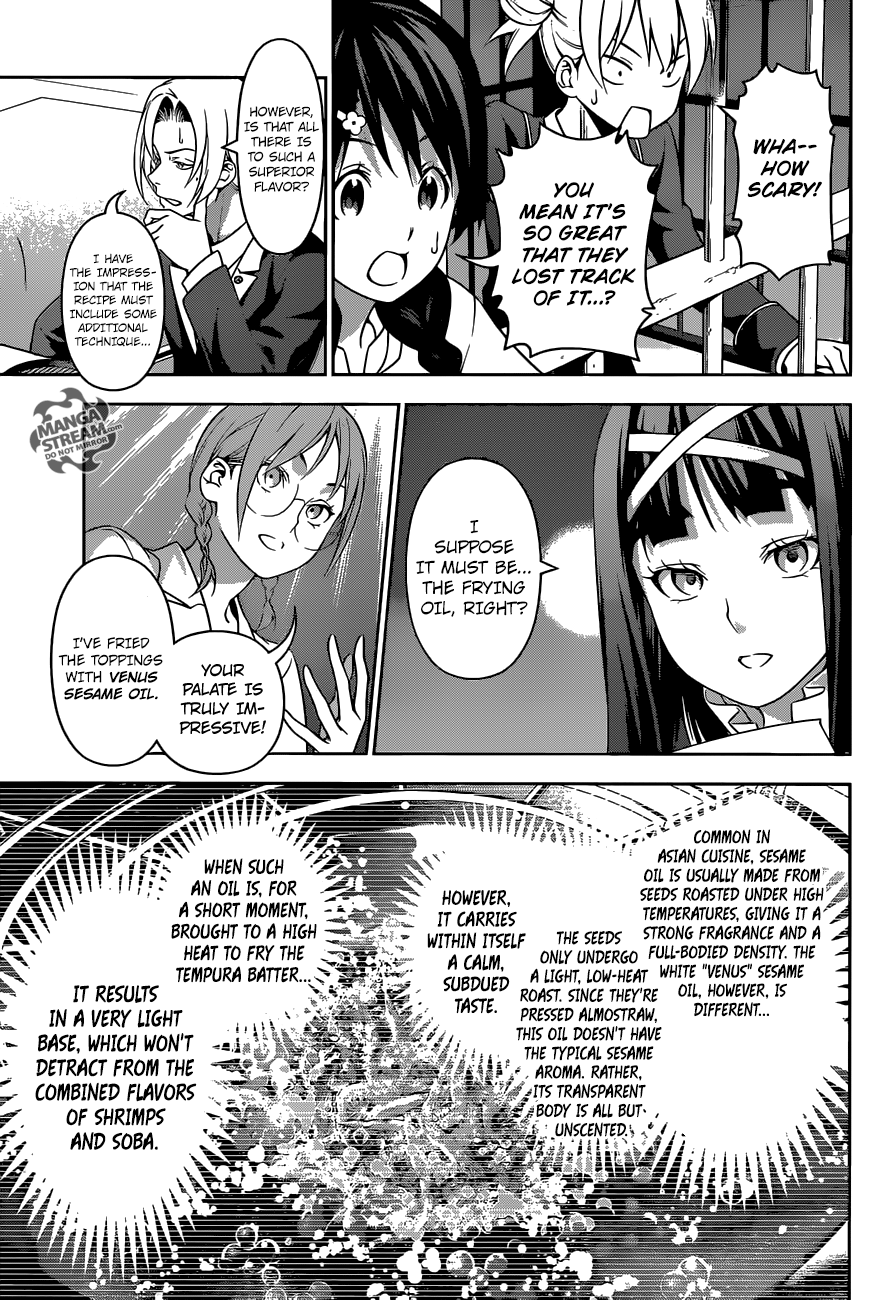 WHA--
HOW
SCARY!
YOU
MEAN IT'S
SO GREAT
THAT THEY
LOST TRACK
OF IT...?
HOWEVER,
IS THAT ALL
THERE IS
TO SUCH A
SUPERIOR
FLAVOR?
I HAVE
THE IMPRESS-
ION THAT THE
RECIPE MUST
INCLUDE SOME
ADDITIONAL
TECHNIQUE...
MANGA
STREAM.com
DO NOT MIRROR
I
SUPPOSE
IT MUST BE...
THE FRYING
OIL, RIGHT?
YOUR
PALATE IS
TRULY IM-
PRESSIVE!
I'VE FRIED
THE TOPPINGS
WITH VENUS
SESAME OIL.
COMMON IN
ASIAN CUISINE, SESAME
OIL IS USUALLY MADE FROM
SEEDS ROASTED UNDER HIGH
TEMPERATURES, GIVING IT A
STRONG FRAGRANCE AND A
FULL-BODIED DENSITY. THE
WHITE "VENUS" SESAME
OIL, HOWEVER, IS
DIFFERENT...
THE SEEDS
ONLY UNDERGO
A LIGHT, LOW-HEAT
ROAST. SINCE THEY'RE
PRESSED ALMOSTRAW,
THIS OIL DOESN'T HAVE
THE TYPICAL SESAME
AROMA. RATHER,
ITS TRANSPARENT
BODY IS ALL BUT
UNSCENTED.
HOWEVER,
IT CARRIES
WITHIN ITSELF
A CALM,
SUBDUED
TASTE.
WHEN SUCH
AN OIL IS, FOR
A SHORT MOMENT,
BROUGHT TO A HIGH
HEAT TO FRY THE
TEMPURA BATTER...
IT RESULTS
IN A VERY LIGHT
BASE, WHICH WON'T
DETRACT FROM THE
COMBINED FLAVORS
OF SHRIMPS
AND SOBA.